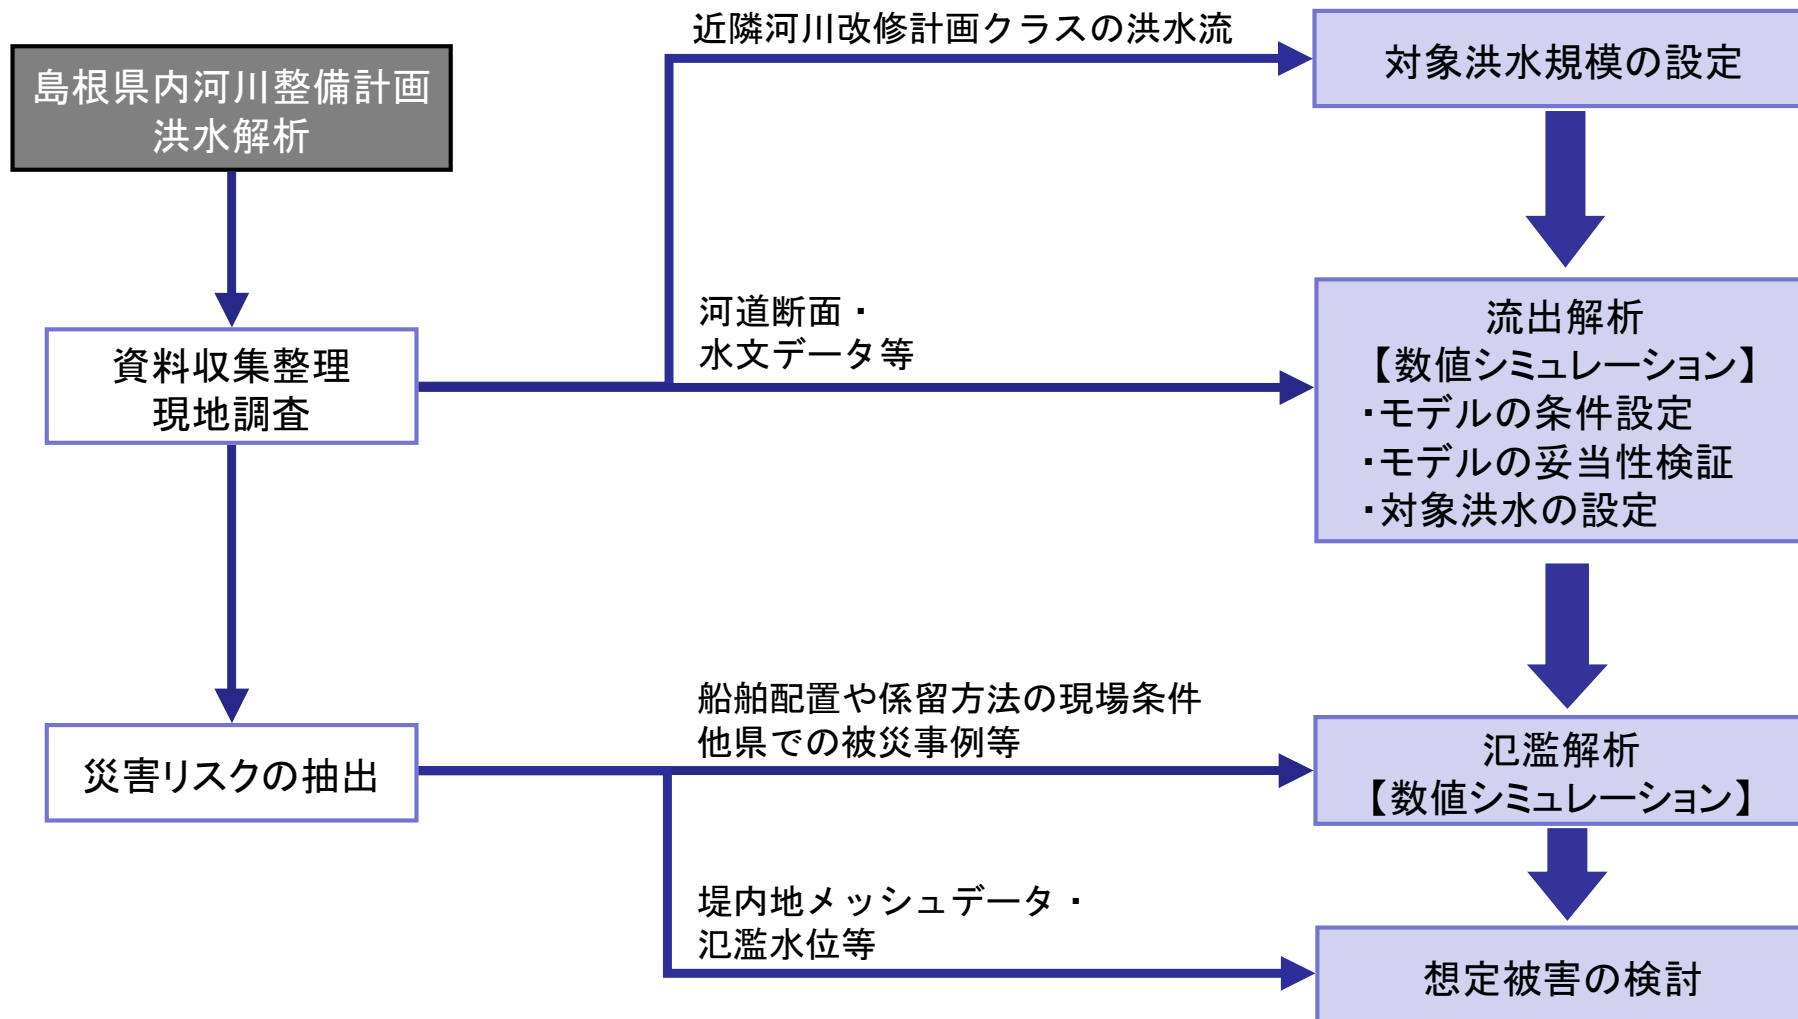 近隣河川改修計画クラスの洪水流
対象洪水規模の設定
島根県内河川整備計画
洪水解析
河道断面・
水文データ等
流出解析
【数値シミュレーション】
・モデルの条件設定
・モデルの妥当性検証
・対象洪水の設定
資料収集整理
現地調査
船舶配置や係留方法の現場条件
他県での被災事例等
災害リスクの抽出
氾濫解析
【数値シミュレーション】
堤内地メッシュデータ・
氾濫水位等
想定被害の検討